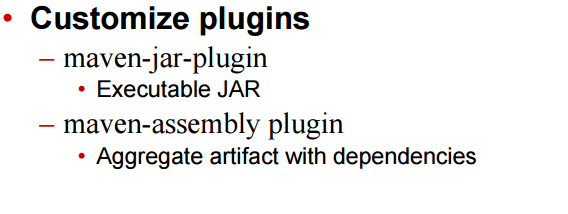 • Customize plugins
– maven-jar-plugin
• Executable JAR
– maven-assembly plugin
• Aggregate artifact with dependencies